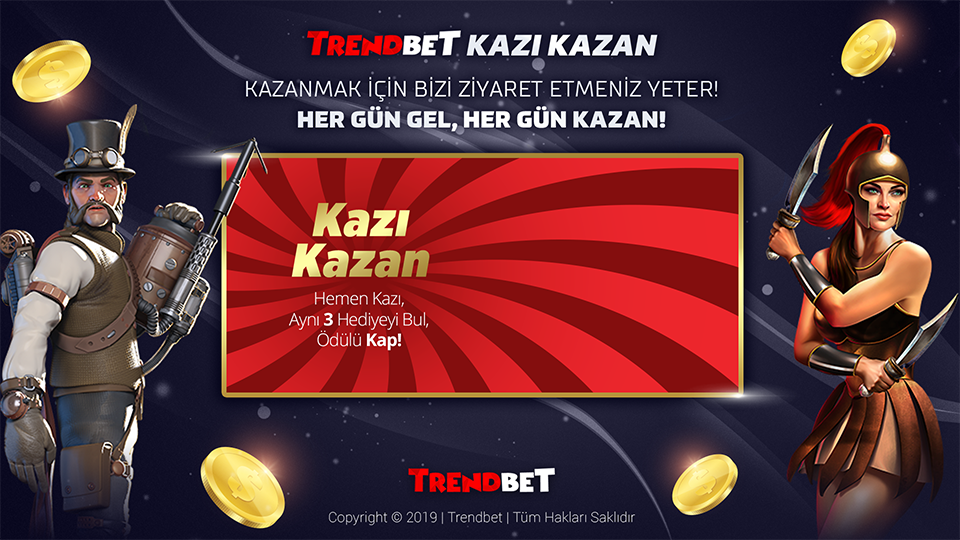 TRENDBET KAZI KAZAN
KAZANMAK İÇİN BİZİ ZİYARET ETMENİZ YETER!
HER GÜN GEL, HER GÜN KAZAN!
Kazı
Kazan
Hemen Kazı,
Aynı 3 Hediyeyi Bul,
Ödülü Kap!
TRENDBET
Copyright © 2019 | Trendbet | Tüm Hakları Saklıdır